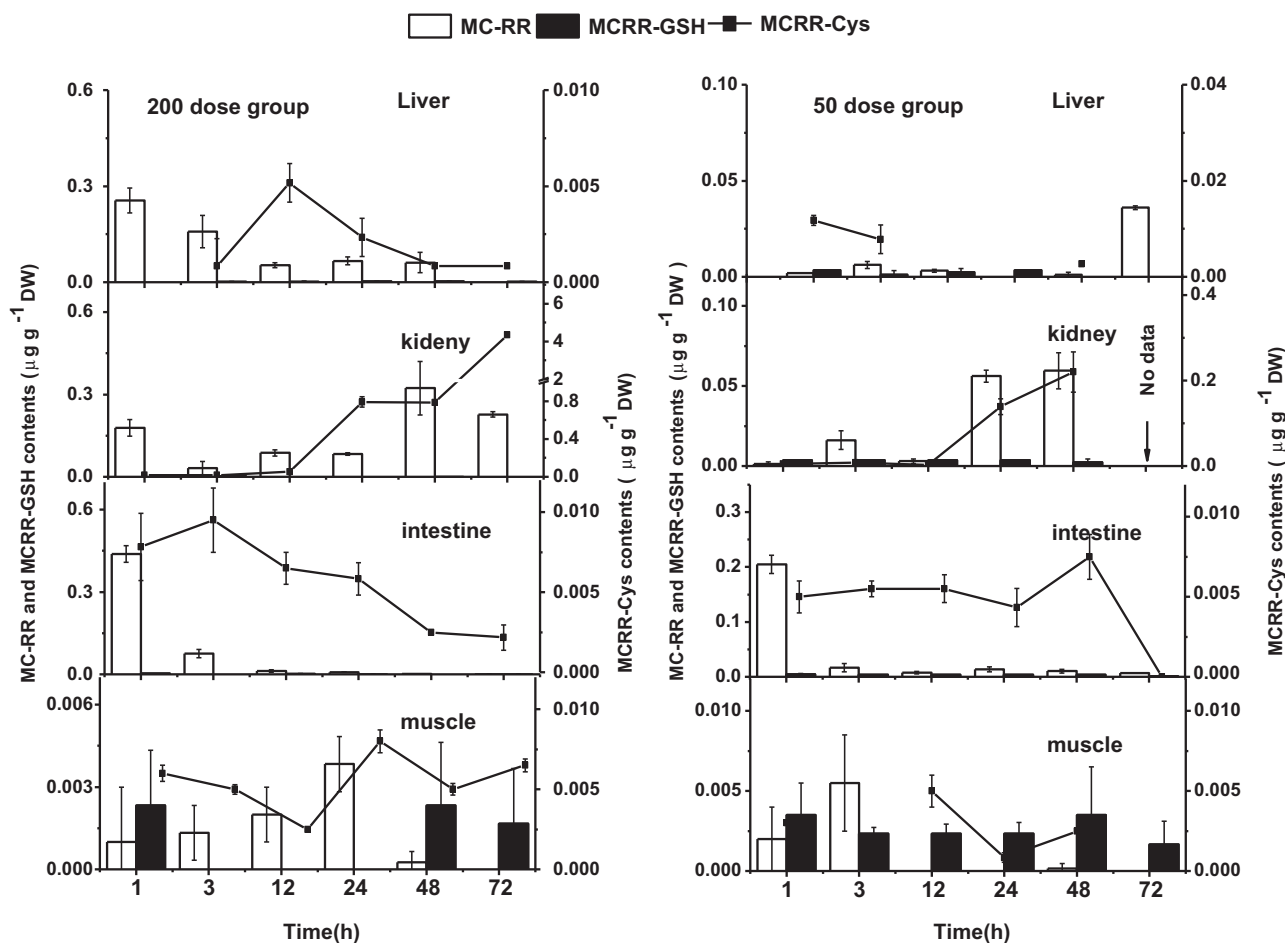 MC-RR MCRR-GSH MCRR-Cys
200 dose group Liver
0.6
0.3
0.0
0.010
0.005
0.000
kideny
0.6
0.3
0.0
6
4
2
0.8
0.4
0.0
intestine
0.6
0.4
0.2
0.0
0.010
0.005
0.000
muscle
0.006
0.003
0.000
0.010
0.005
0.000
1 3 12 24 48 72
Time(h)
MC-RR and MCRR-GSH contents (μg g-1 DW)
MCRR-Cys contents (μg g-1 DW)
50 dose group Liver
0.10
0.05
0.00
0.04
0.02
0.00
kidney
No data
0.10
0.05
0.00
0.4
0.2
0.0
intestine
0.3
0.2
0.1
0.0
0.010
0.005
0.000
muscle
0.010
0.005
0.000
0.010
0.005
0.000
1 3 12 24 48 72
Time(h)
MC-RR and MCRR-GSH contents (μg g-1 DW)
MCRR-Cys contents (μg g-1 DW)